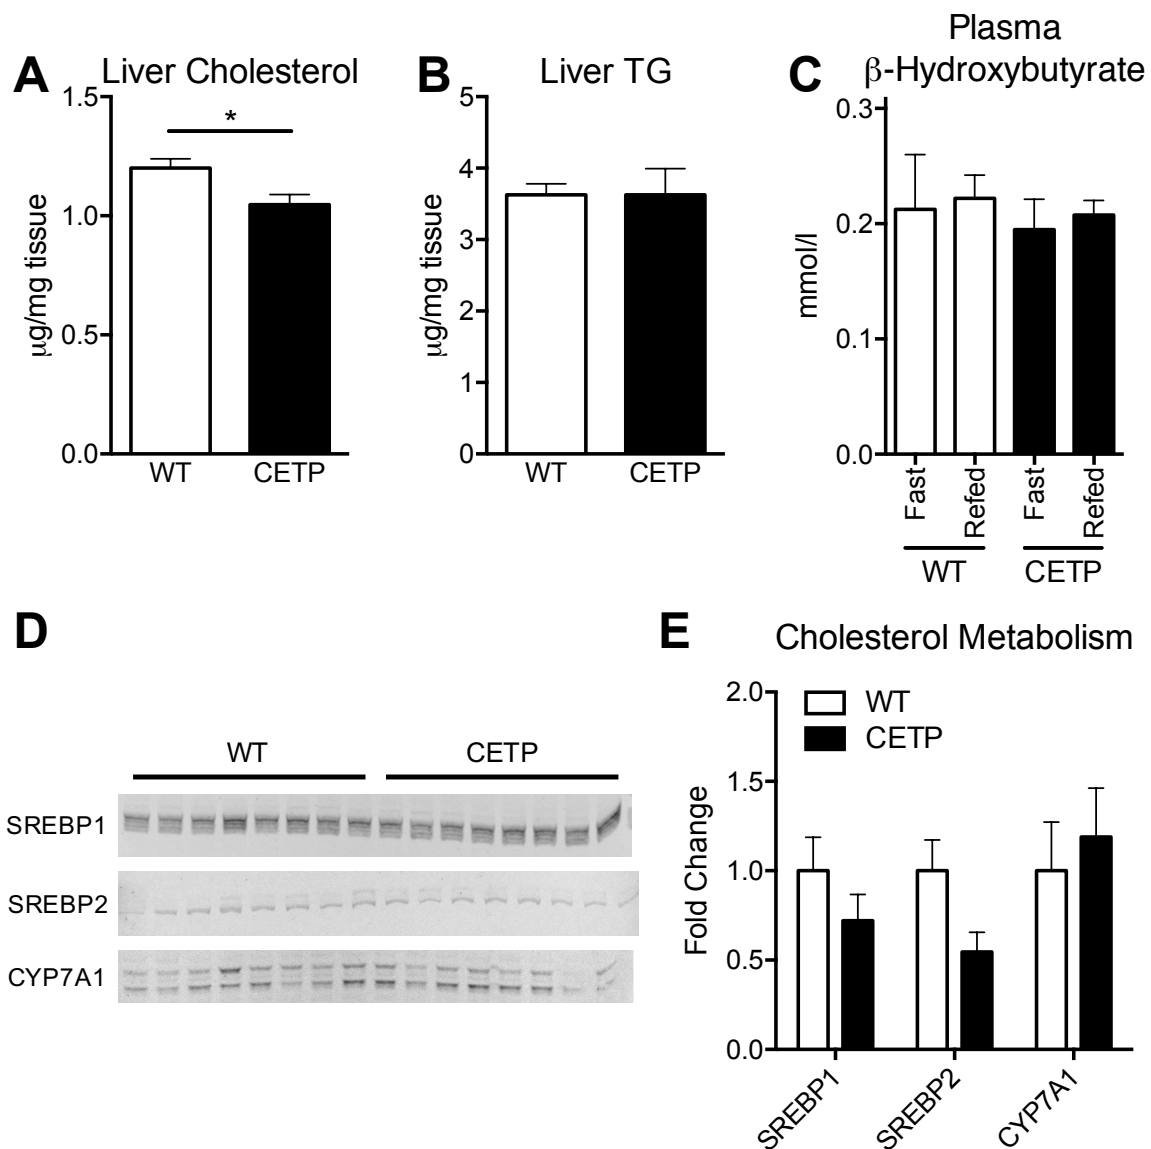 A
Liver Cholesterol
*
1.5
1.0
0.5
0.0
μg/mg tissue
WT
CETP
B
Liver TG
5
4
3
2
1
0
μg/mg tissue
WT
CETP
C
Plasma
β-Hydroxybutyrate
0.3
0.2
0.1
0.0
mmol/l
Fast
Refed
Fast
Refed
WT
CETP
D
WT
CETP
SREBP1
SREBP2
CYP7A1
E
Cholesterol Metabolism
WT
CETP
2.0
1.5
1.0
0.5
0.0
Fold Change
SREBP1
SREBP2
CYP7A1